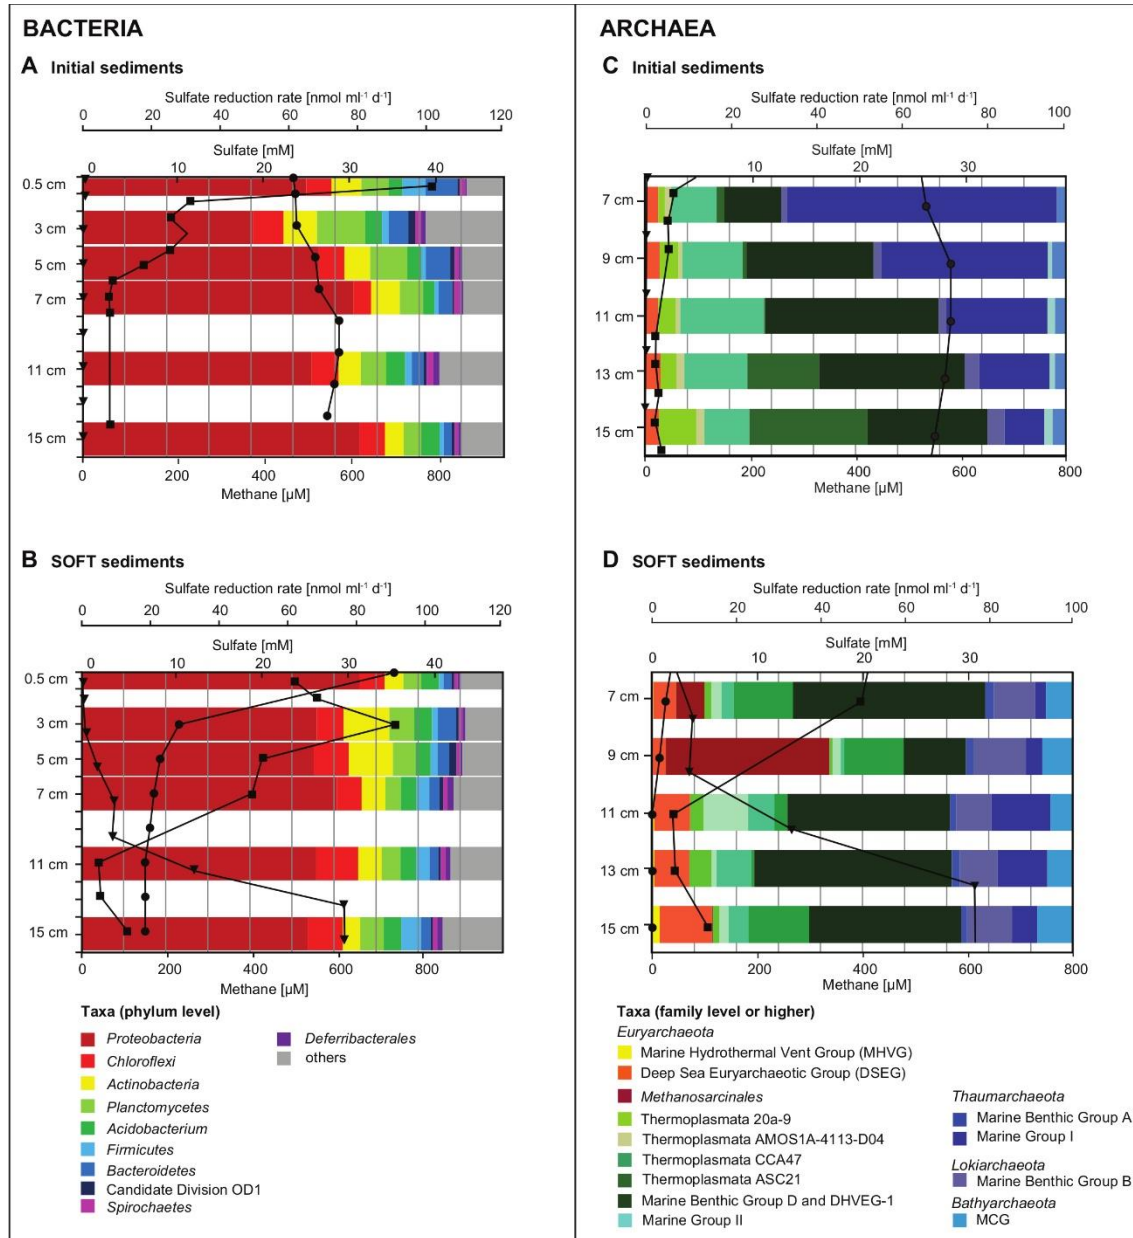 BACTERIA
A Initial sediments
Sulfate reduction rate [nmol ml⁻¹ d⁻¹]
0 20 40 60 80 100 120
Sulfate [mM]
0 10 20 30 40
0.5 cm
3 cm
5 cm
7 cm
11 cm
15 cm
0 200 400 600 800
Methane [µM]
B SOFT sediments
Sulfate reduction rate [nmol ml⁻¹ d⁻¹]
0 20 40 60 80 100 120
Sulfate [mM]
0 10 20 30 40
0.5 cm
3 cm
5 cm
7 cm
11 cm
15 cm
0 200 400 600 800
Methane [µM]
Taxa (phylum level)
Proteobacteria
Chloroflexi
Actinobacteria
Planctomycetes
Acidobacterium
Firmicutes
Bacteroidetes
Candidate Division OD1
Spirochaetes
Deferribacterales
others
ARCHAEA
C Initial sediments
Sulfate reduction rate [nmol ml⁻¹ d⁻¹]
0 20 40 60 80 100
Sulfate [mM]
0 10 20 30
7 cm
9 cm
11 cm
13 cm
15 cm
0 200 400 600 800
Methane [µM]
D SOFT sediments
Sulfate reduction rate [nmol ml⁻¹ d⁻¹]
0 20 40 60 80 100
Sulfate [mM]
0 10 20 30
7 cm
9 cm
11 cm
13 cm
15 cm
0 200 400 600 800
Methane [µM]
Taxa (family level or higher)
Euryarchaeota
Marine Hydrothermal Vent Group (MHVG)
Deep Sea Euryarchaeotic Group (DSEG)
Methanosarcinales
Thermoplasmata 20a-9
Thermoplasmata AMOS1A-4113-D04
Thermoplasmata CCA47
Thermoplasmata ASC21
Marine Benthic Group D and DHVEG-1
Marine Group II
Thaumarchaeota
Marine Benthic Group A
Marine Group I
Lokiarchaeota
Marine Benthic Group B
Bathyarchaeota
MCG